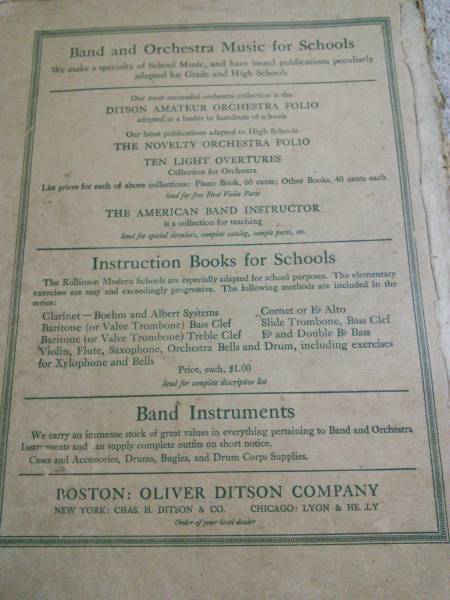 Band and Orchestra Music for Schools
We make a specialty of School Music, and have issued publications peculiarly
adapted for Grade and High Schools
Our most successful orchestra collection is the
DITSON AMATEUR ORCHESTRA FOLIO
adopted as a leader in hundreds of schools
Our latest publications adapted to High Schools
THE NOVELTY ORCHESTRA FOLIO
TEN LIGHT OVERTURES
Collection for Orchestra
List prices for each of above collections: Piano Book, 60 cents; Other Books, 40 cents each
Send for free First Violin Parts
THE AMERICAN BAND INSTRUCTOR
is a collection for teaching
Send for special circulars, complete catalog, sample parts, etc.
Instruction Books for Schools
The Rollinson Modern Schools are especially adapted for school purposes. The elementary
exercises are easy and exceedingly progressive. The following methods are included in the
series:
Clarinet — Boehm and Albert Systems
Baritone (or Valve Trombone) Bass Clef
Baritone (or Valve Trombone) Treble Clef
Cornet or E♭ Alto
Slide Trombone, Bass Clef
E♭ and Double B♭ Bass
Violin, Flute, Saxophone, Orchestra Bells and Drum, including exercises
for Xylophone and Bells
Price, each, $1.00
Send for complete descriptive list
Band Instruments
We carry an immense stock of great values in everything pertaining to Band and Orchestra
Instruments and an supply complete outfits on short notice.
Cases and Accessories, Drums, Bugles, and Drum Corps Supplies.
BOSTON: OLIVER DITSON COMPANY
NEW YORK: CHAS. H. DITSON & CO. CHICAGO: LYON & HE LY
Order of your local dealer